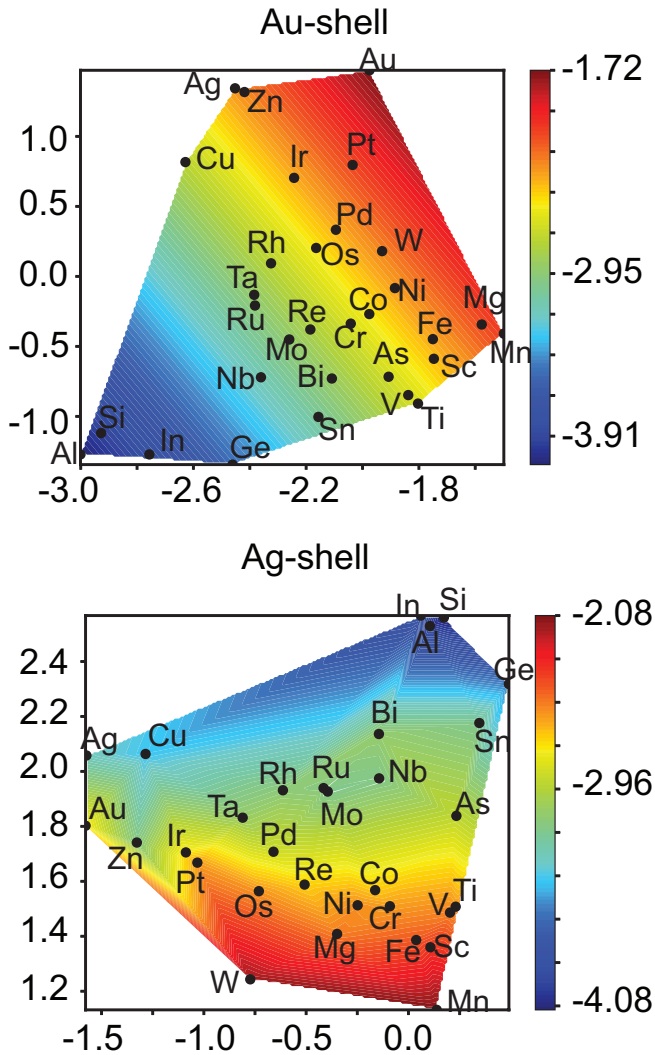 Au-shell
Au
Ag
Zn
-1.72
1.0
Cu
Ir
Pt
0.5
Pd
W
Rh
Os
-2.95
0.0
Ta
Ni
Mg
Ru
Re
Co
Fe
-0.5
Mo
Cr
Mn
Nb
Bi
As
Sc
-1.0
Si
Sn
V
Ti
-3.91
Al
In
Ge
-3.0
-2.6
-2.2
-1.8
Ag-shell
In
Si
-2.08
Al
2.4
Ge
2.2
Bi
Ag
Cu
Sn
2.0
Rh
Ru
Nb
-2.96
Au
Ta
Mo
As
1.8
Zn
Ir
Pd
Pt
Re
Co
Ti
1.6
Os
Ni
Cr
V
1.4
Mg
Fe
Sc
1.2
W
Mn
-4.08
-1.5
-1.0
-0.5
0.0